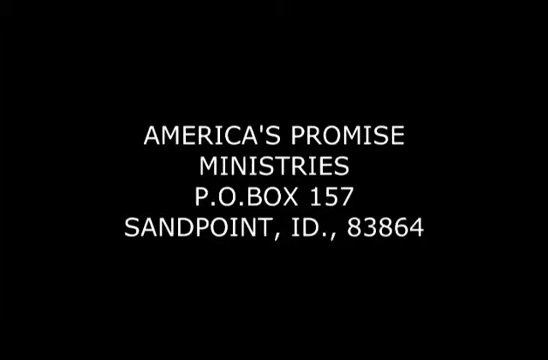 AMERICA'S PROMISE
MINISTRIES
P.O.BOX 157
SANDPOINT, ID., 83864